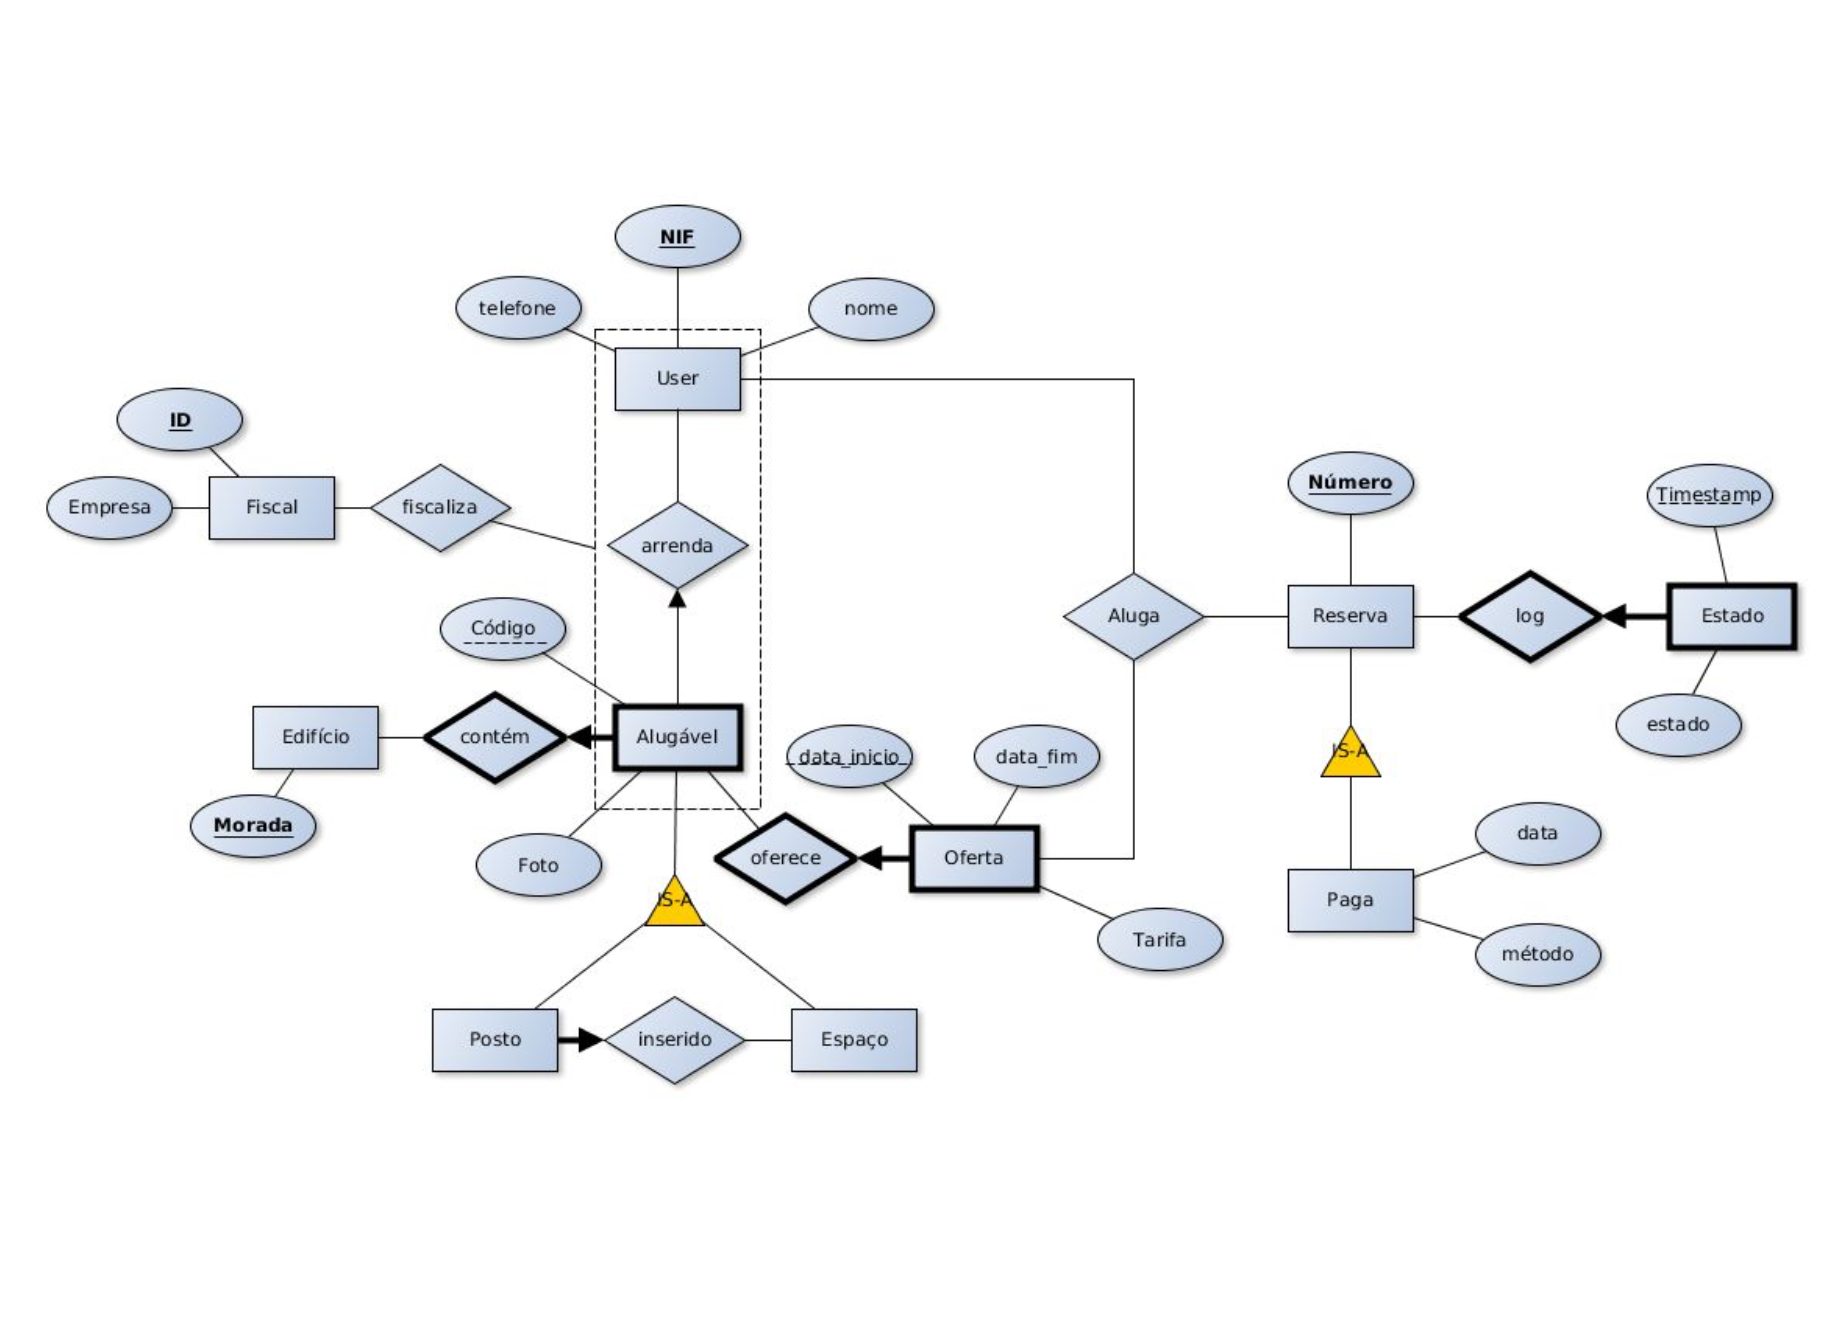 NIF
telefone
nome
User
ID
Empresa
Fiscal
fiscaliza
arrenda
Número
Timestamp
Código
Aluga
Reserva
log
Estado
Edifício
contém
Alugável
data_inicio
data_fim
IS-A
estado
Morada
Foto
oferece
Oferta
data
IS-A
Paga
Tarifa
método
Posto
inserido
Espaço